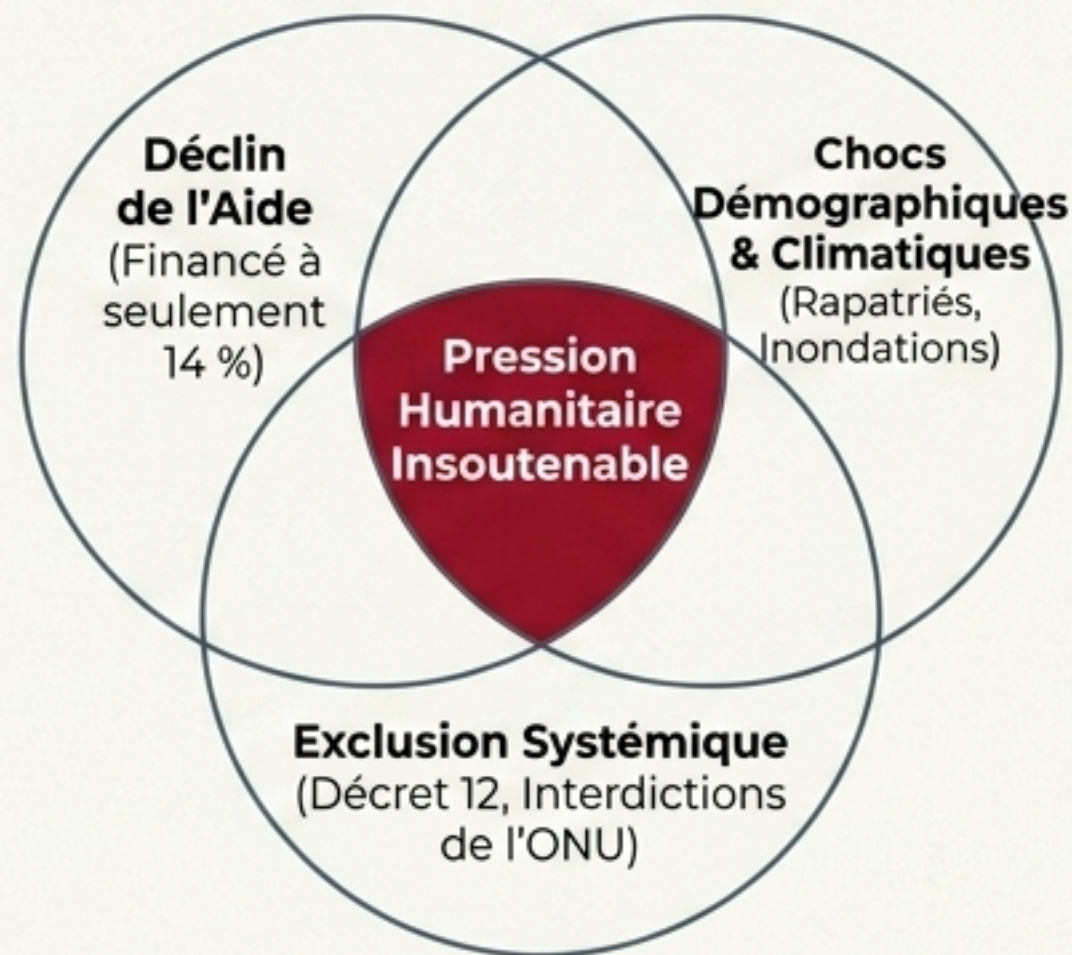 Déclin
de l'Aide
(Financé à
seulement
14 %)
Chocs
Démographiques
& Climatiques
(Rapatriés,
Inondations)
Pression
Humanitaire
Insoutenable
Exclusion Systémique
(Décret 12, Interdictions
de l'ONU)